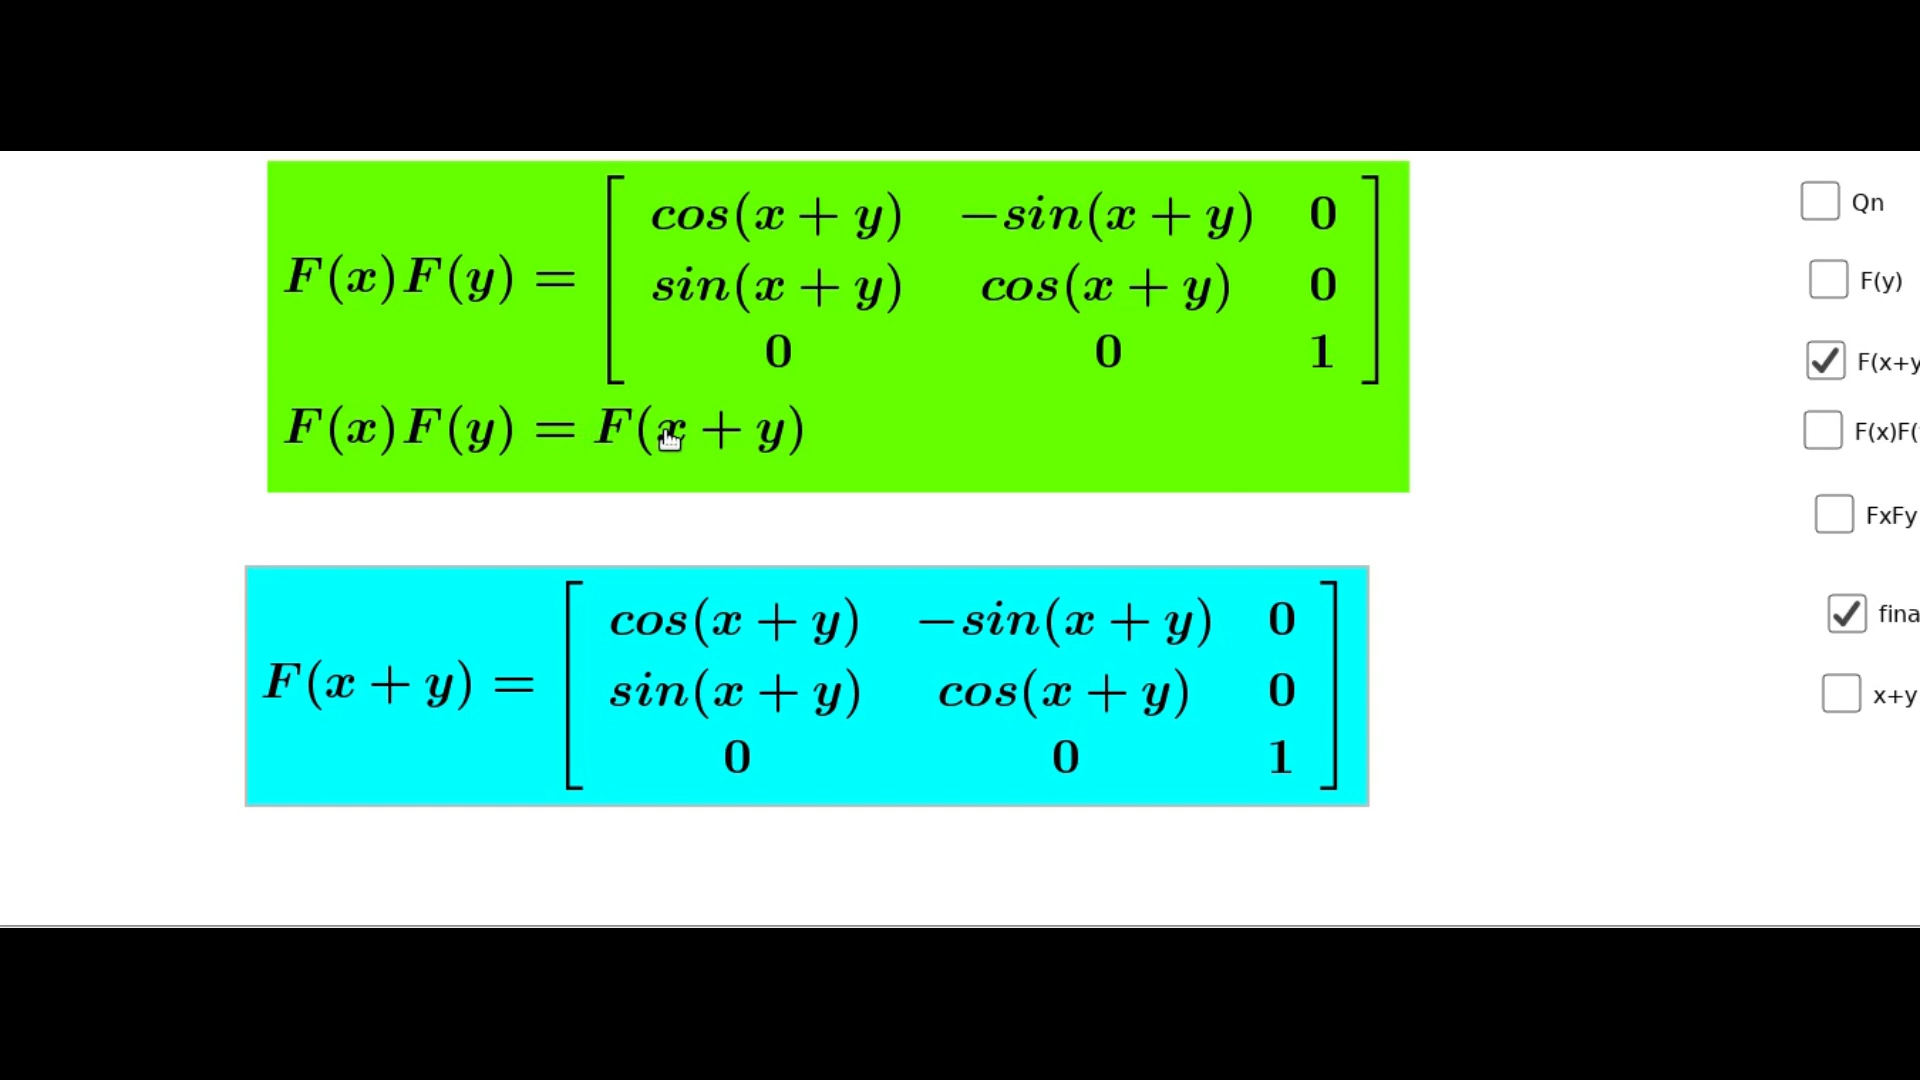 F(x)F(y) = [ cos(x + y) −sin(x + y) 0
sin(x + y) cos(x + y) 0
0 0 1 ]
F(x)F(y) = F(x + y)
F(x + y) = [ cos(x + y) −sin(x + y) 0
sin(x + y) cos(x + y) 0
0 0 1 ]
Qn
F(y)
F(x+y
F(x)F(
FxFy
fina
x+y